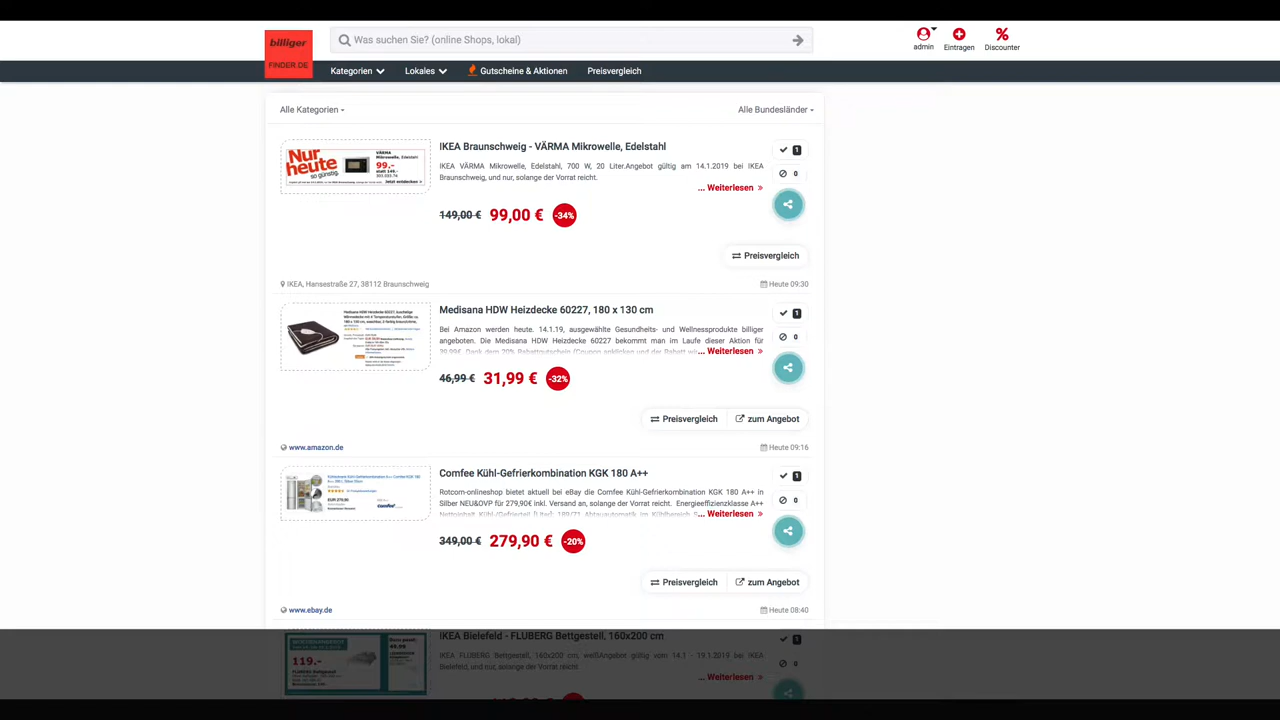 billiger
FINDER.DE
Was suchen Sie? (online Shops, lokal)
admin
Eintragen
Discounter
Kategorien
Lokales
Gutscheine & Aktionen
Preisvergleich
Alle Kategorien
Alle Bundesländer
Nur
heute
so günstig.
VÄRMA
Mikrowelle, Edelstahl
99.-
statt 149.-
IKEA Braunschweig - VÄRMA Mikrowelle, Edelstahl
IKEA VÄRMA Mikrowelle, Edelstahl, 700 W, 20 Liter.Angebot gültig am 14.1.2019 bei IKEA
Braunschweig, und nur, solange der Vorrat reicht.
... Weiterlesen »
1
0
149,00 € 99,00 € -34%
Preisvergleich
IKEA, Hansestraße 27, 38112 Braunschweig
Heute 09:30
Medisana HDW Heizdecke 60227, 180 x 130 cm
Bei Amazon werden heute. 14.1.19, ausgewählte Gesundheits- und Wellnessprodukte billiger
angeboten. Die Medisana HDW Heizdecke 60227 bekommt man im Laufe dieser Aktion für
... Weiterlesen »
1
0
46,99 € 31,99 € -32%
Preisvergleich
zum Angebot
www.amazon.de
Heute 09:16
Comfee Kühl-Gefrierkombination KGK 180 A++
Rotcom-onlineshop bietet aktuell bei eBay die Comfee Kühl-Gefrierkombination KGK 180 A++ in
Silber NEU&OVP für 279,90€ inkl. Versand an, solange der Vorrat reicht. Energieeffizienzklasse A++
... Weiterlesen »
1
0
349,00 € 279,90 € -20%
Preisvergleich
zum Angebot
www.ebay.de
Heute 08:40
119.-
IKEA Bielefeld - FLUBERG Bettgestell, 160x200 cm
IKEA FLUBERG Bettgestell, 160x200 cm, weißAngebot gültig vom 14.1 - 19.1.2019 bei IKEA
Bielefeld, und nur, solange der Vorrat reicht
... Weiterlesen »
1
0